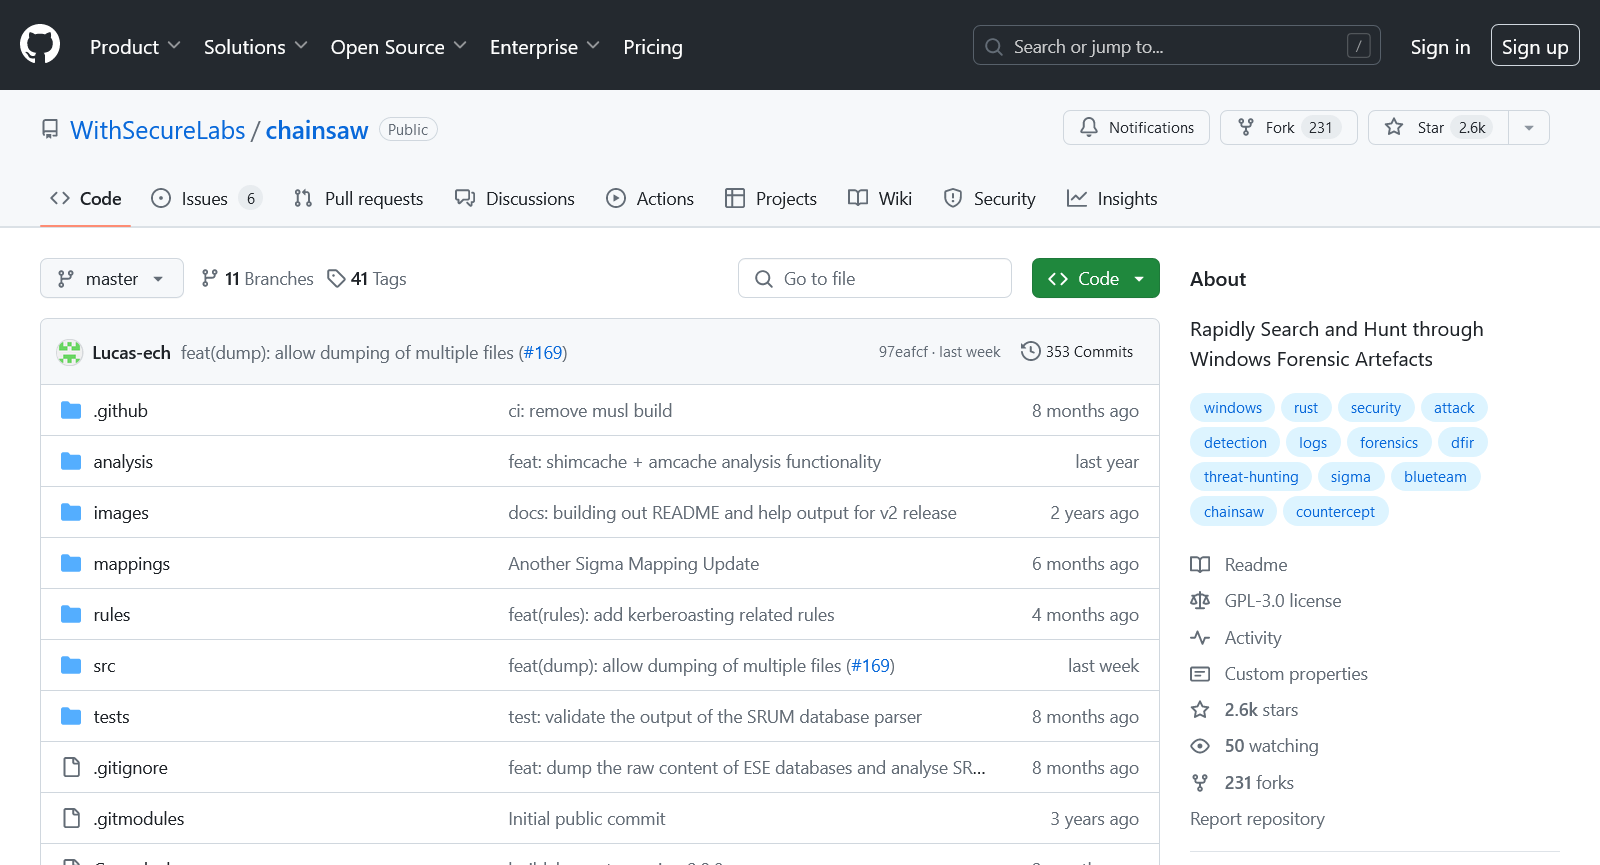 Product Solutions Open Source Enterprise Pricing Search or jump to... / Sign in Sign up
WithSecureLabs / chainsaw Public Notifications Fork 231 Star 2.6k
Code Issues 6 Pull requests Discussions Actions Projects Wiki Security Insights
master 11 Branches 41 Tags Go to file Code
Lucas-ech feat(dump): allow dumping of multiple files (#169) 97eafcf · last week 353 Commits
.github ci: remove musl build 8 months ago
analysis feat: shimcache + amcache analysis functionality last year
images docs: building out README and help output for v2 release 2 years ago
mappings Another Sigma Mapping Update 6 months ago
rules feat(rules): add kerberoasting related rules 4 months ago
src feat(dump): allow dumping of multiple files (#169) last week
tests test: validate the output of the SRUM database parser 8 months ago
.gitignore feat: dump the raw content of ESE databases and analyse SR... 8 months ago
.gitmodules Initial public commit 3 years ago
About
Rapidly Search and Hunt through
Windows Forensic Artefacts
windows rust security attack
detection logs forensics dfir
threat-hunting sigma blueteam
chainsaw countercept
Readme
GPL-3.0 license
Activity
Custom properties
2.6k stars
50 watching
231 forks
Report repository